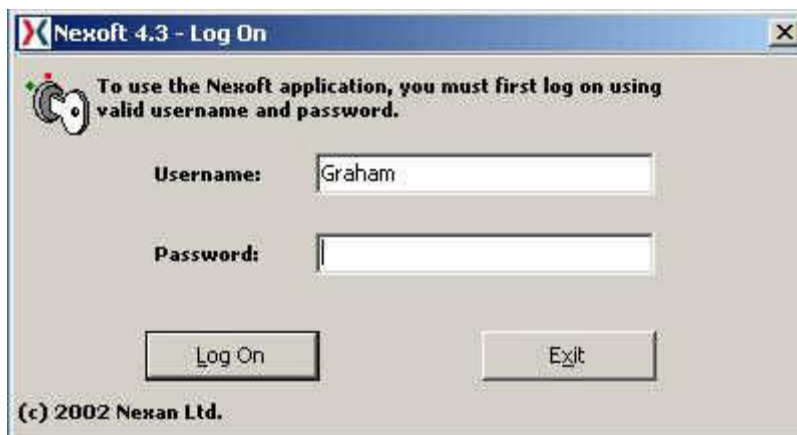 Nexoft 4.3 - Log On
To use the Nexoft application, you must first log on using
valid username and password.
Username: Graham
Password:
Log On Exit
(c) 2002 Nexan Ltd.